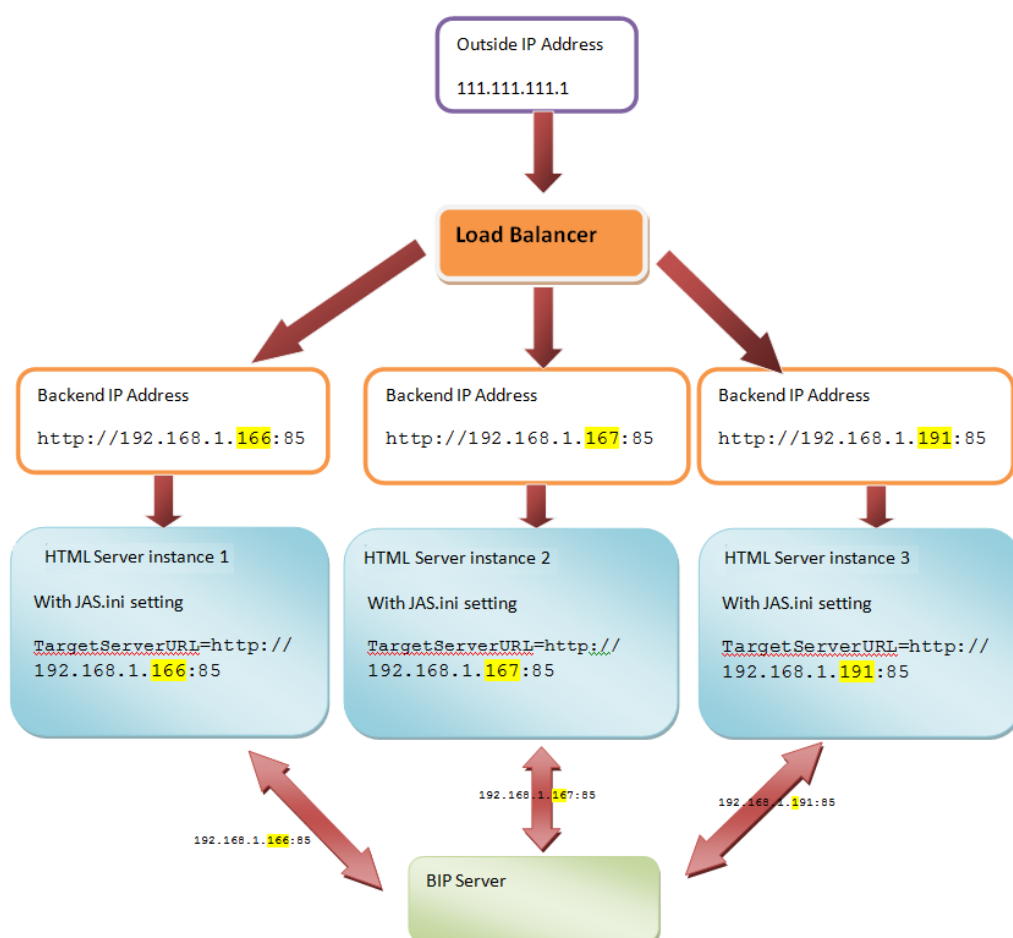 Outside IP Address
111.111.111.1
Load Balancer
Backend IP Address
http://192.168.1.166:85
Backend IP Address
http://192.168.1.167:85
Backend IP Address
http://192.168.1.191:85
HTML Server instance 1
With JAS.ini setting
TargetServerURL=http://
192.168.1.166:85
HTML Server instance 2
With JAS.ini setting
TargetServerURL=http://
192.168.1.167:85
HTML Server instance 3
With JAS.ini setting
TargetServerURL=http://
192.168.1.191:85
192.168.1.166:85
192.168.1.167:85
192.168.1.191:85
BIP Server